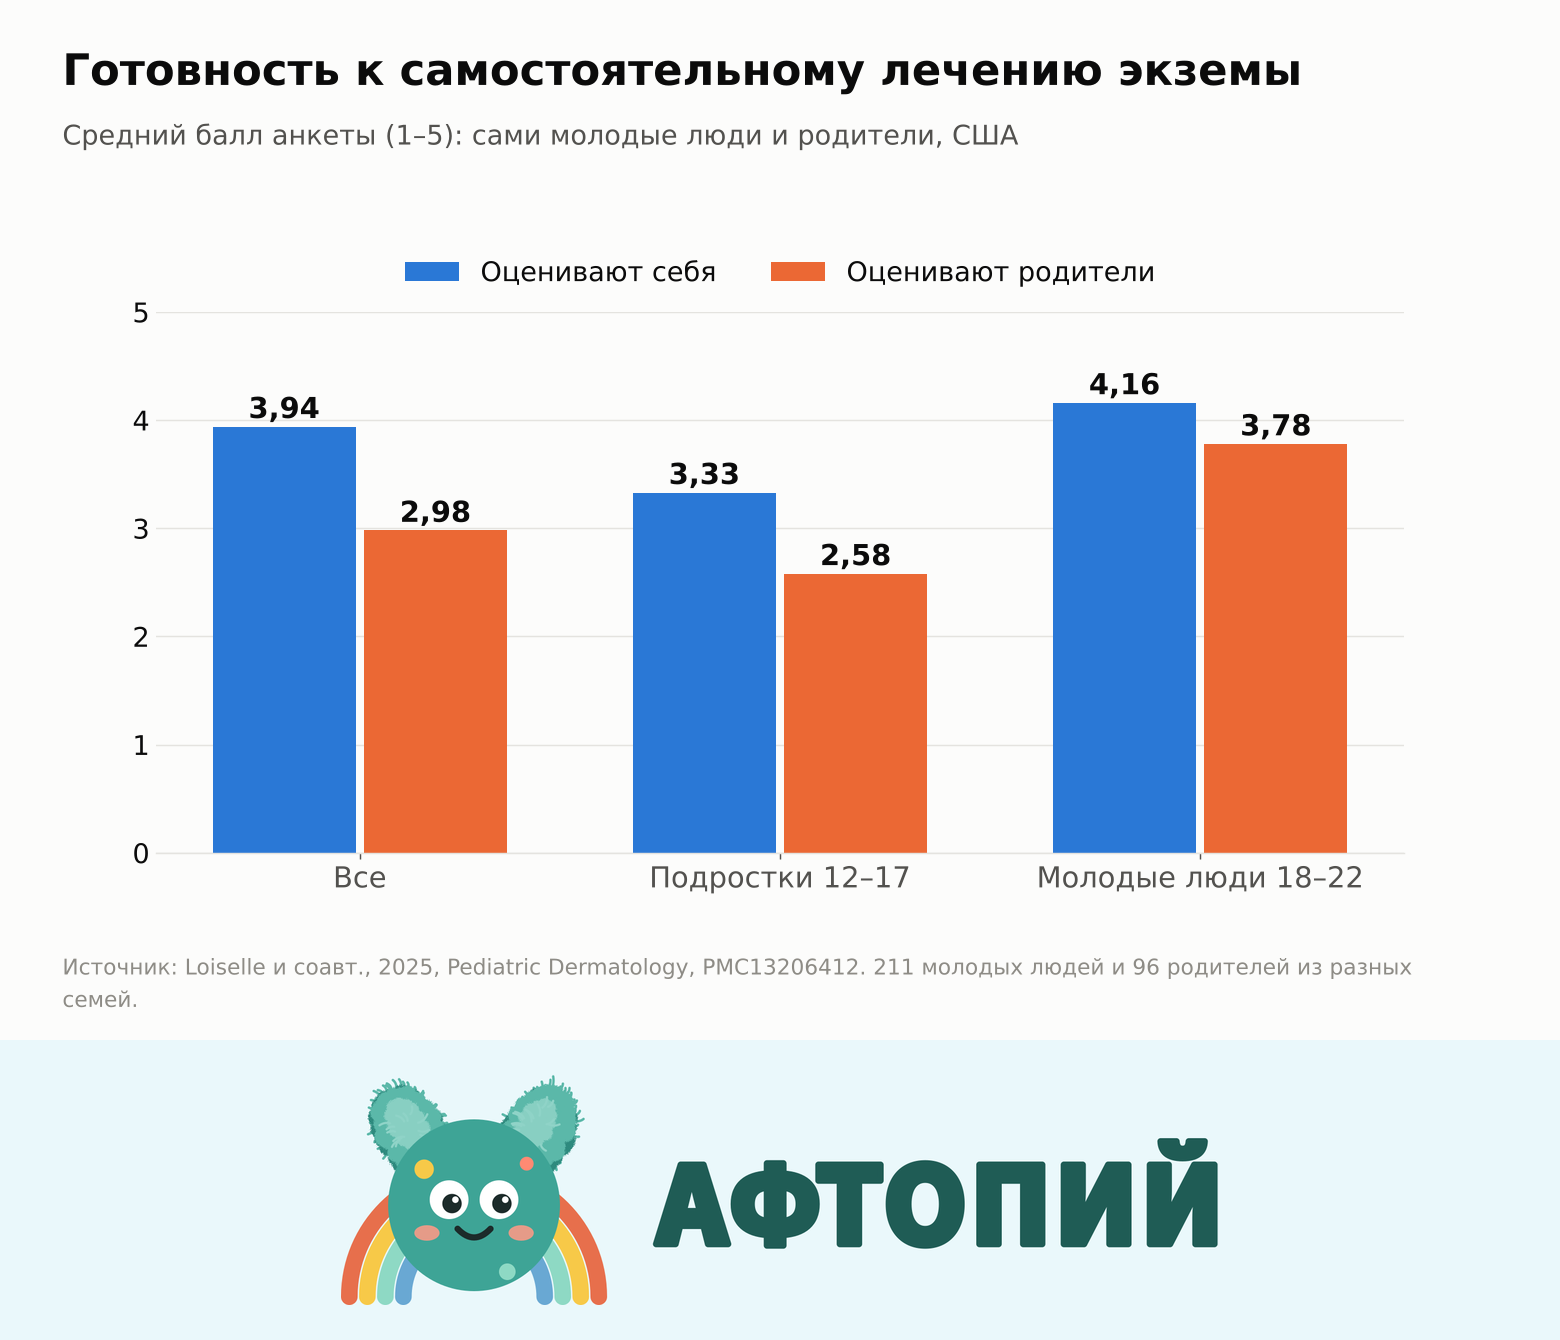 Готовность к самостоятельному лечению экземы
Средний балл анкеты (1–5): сами молодые люди и родители, США
Оценивают себя
Оценивают родители
5
4
3
2
1
0
3,94
2,98
3,33
2,58
4,16
3,78
Все
Подростки 12–17
Молодые люди 18–22
Источник: Loiselle и соавт., 2025, Pediatric Dermatology, PMC13206412. 211 молодых людей и 96 родителей из разных
семей.
АФТОПИЙ